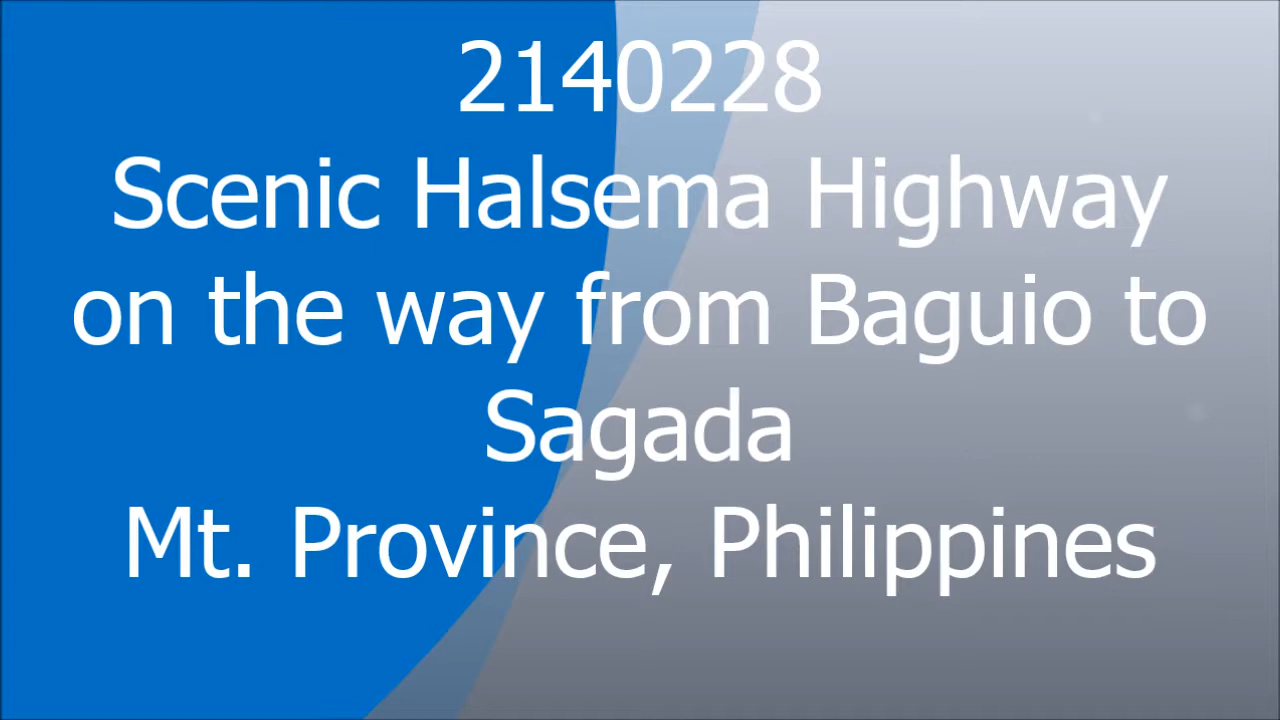 2140228
Scenic Halsema Highway
on the way from Baguio to
Sagada
Mt. Province, Philippines